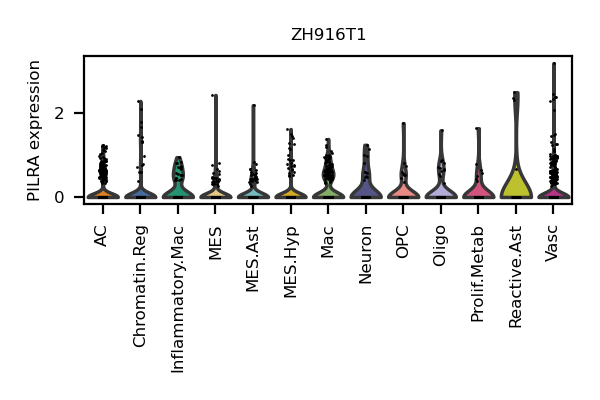 ZH916T1
PILRA expression
2
0
AC
Chromatin.Reg
Inflammatory.Mac
MES
MES.Ast
MES.Hyp
Mac
Neuron
OPC
Oligo
Prolif.Metab
Reactive.Ast
Vasc